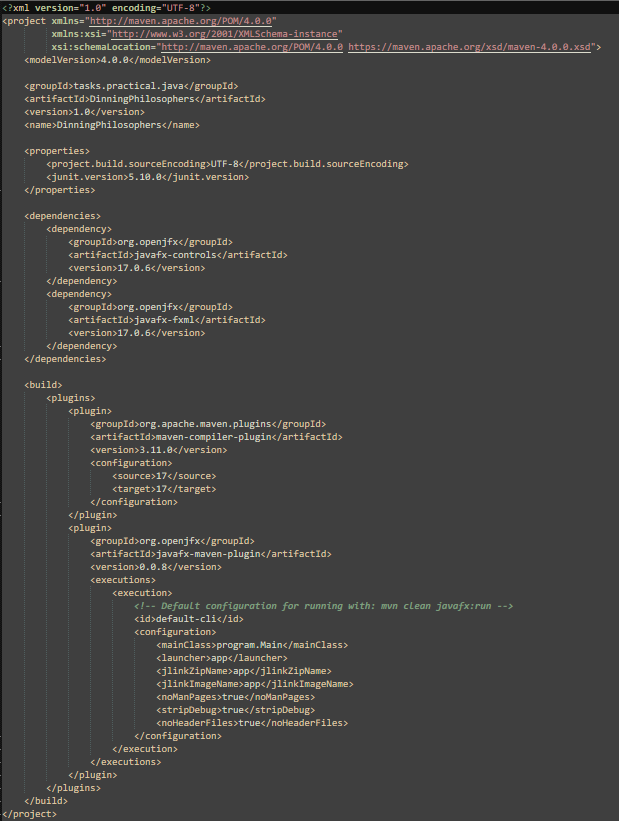 <?xml version="1.0" encoding="UTF-8"?>
<project xmlns="http://maven.apache.org/POM/4.0.0"
xmlns:xsi="http://www.w3.org/2001/XMLSchema-instance"
xsi:schemaLocation="http://maven.apache.org/POM/4.0.0 https://maven.apache.org/xsd/maven-4.0.0.xsd">
<modelVersion>4.0.0</modelVersion>
<groupId>tasks.practical.java</groupId>
<artifactId>DinningPhilosophers</artifactId>
<version>1.0</version>
<name>DinningPhilosophers</name>
<properties>
<project.build.sourceEncoding>UTF-8</project.build.sourceEncoding>
<junit.version>5.10.0</junit.version>
</properties>
<dependencies>
<dependency>
<groupId>org.openjfx</groupId>
<artifactId>javafx-controls</artifactId>
<version>17.0.6</version>
</dependency>
<dependency>
<groupId>org.openjfx</groupId>
<artifactId>javafx-fxml</artifactId>
<version>17.0.6</version>
</dependency>
</dependencies>
<build>
<plugins>
<plugin>
<groupId>org.apache.maven.plugins</groupId>
<artifactId>maven-compiler-plugin</artifactId>
<version>3.11.0</version>
<configuration>
<source>17</source>
<target>17</target>
</configuration>
</plugin>
<plugin>
<groupId>org.openjfx</groupId>
<artifactId>javafx-maven-plugin</artifactId>
<version>0.0.8</version>
<executions>
<execution>
<!-- Default configuration for running with: mvn clean javafx:run -->
<id>default-cli</id>
<configuration>
<mainClass>program.Main</mainClass>
<launcher>app</launcher>
<jlinkZipName>app</jlinkZipName>
<jlinkImageName>app</jlinkImageName>
<noManPages>true</noManPages>
<stripDebug>true</stripDebug>
<noHeaderFiles>true</noHeaderFiles>
</configuration>
</execution>
</executions>
</plugin>
</plugins>
</build>
</project>